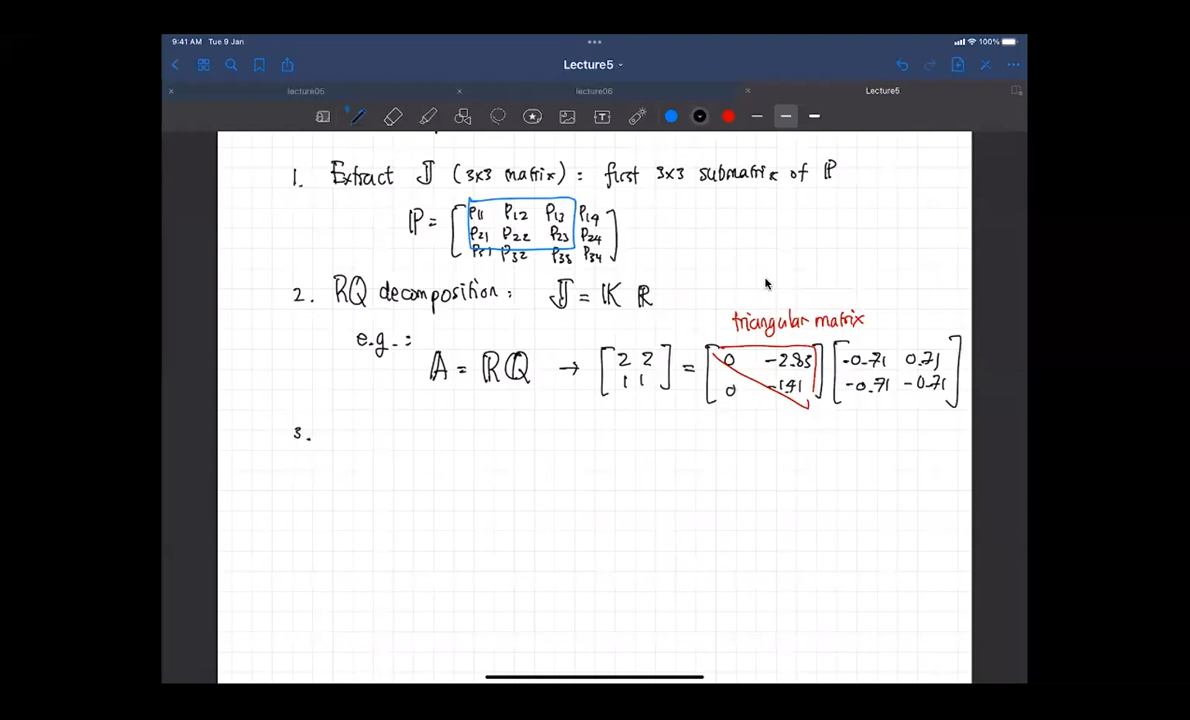 9:41 AM Tue 9 Jan
100%
Lecture5
lecture05
lecture06
Lecture5
1. Extract J (3x3 matrix) : first 3x3 submatrix of P
P = [ P11 P12 P13 P14
P21 P22 P23 P24
P31 P32 P33 P34 ]
2. RQ decomposition : J = K R
triangular matrix
e.g. :
A = RQ → [ 2 2 = [ 0 -2.83 ] [ -0.71 0.71
1 1 ] 0 -1.41 -0.71 -0.71 ]
3.